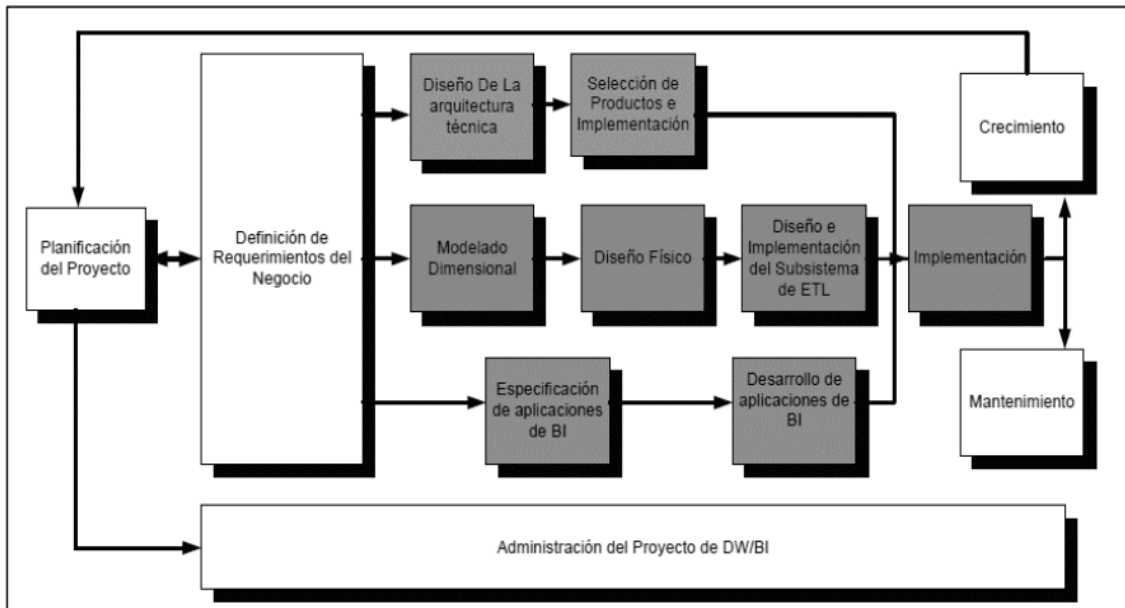 Planificación
del Proyecto
Definición de
Requerimientos del
Negocio
Diseño De La
arquitectura
técnica
Selección de
Productos e
Implementación
Modelado
Dimensional
Diseño Físico
Diseño e
Implementación
del Subsistema
de ETL
Implementación
Especificación
de aplicaciones
de BI
Desarrollo de
aplicaciones de
BI
Crecimiento
Mantenimiento
Administración del Proyecto de DW/BI